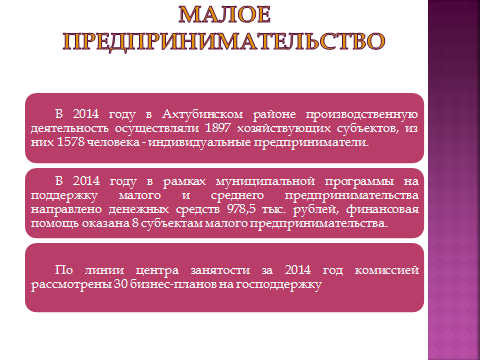 МАЛОЕ
ПРЕДПРИНИМАТЕЛЬСТВО
В 2014 году в Ахтубинском районе производственную
деятельность осуществляли 1897 хозяйствующих субъектов, из
них 1578 человека - индивидуальные предприниматели.
В 2014 году в рамках муниципальной программы на
поддержку малого и среднего предпринимательства
направлено денежных средств 978,5 тыс. рублей, финансовая
помощь оказана 8 субъектам малого предпринимательства.
По линии центра занятости за 2014 год комиссией
рассмотрены 30 бизнес-планов на господдержку